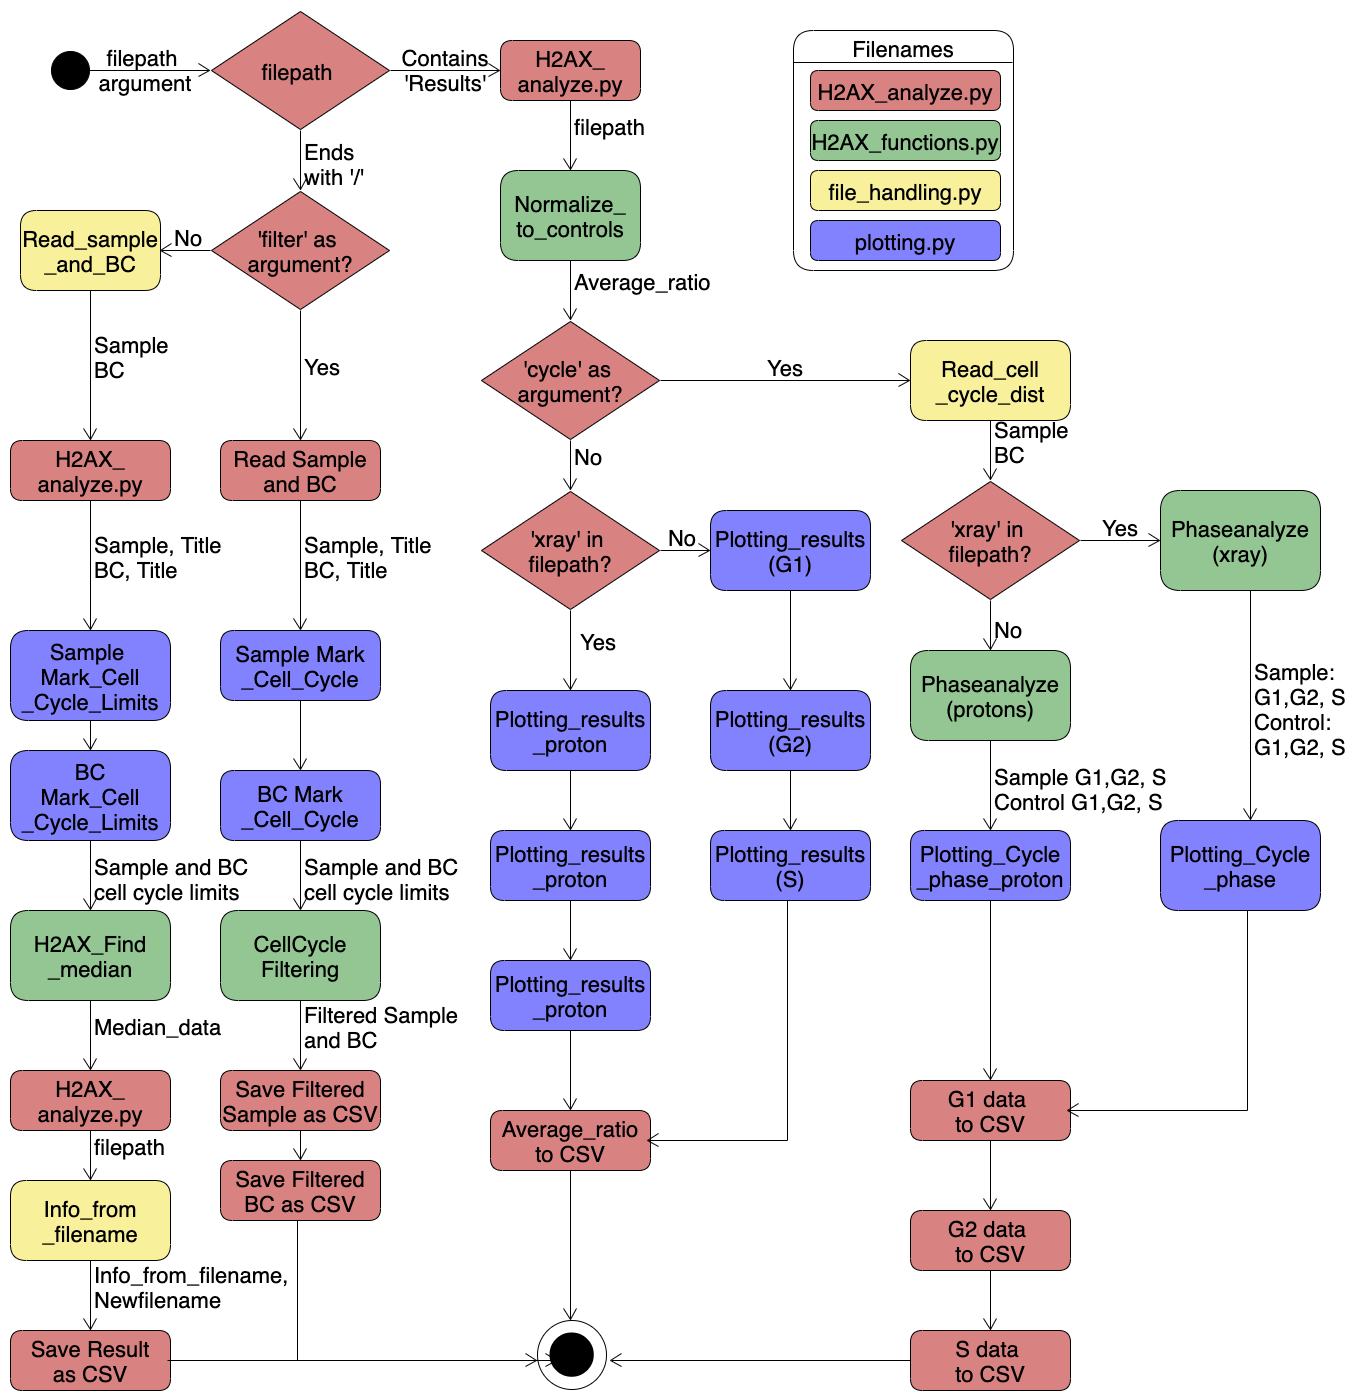 filepath
argument
filepath
Contains
'Results'
H2AX_
analyze.py
Filenames
H2AX_analyze.py
H2AX_functions.py
file_handling.py
plotting.py
filepath
Ends
with '/'
Normalize_
to_controls
Read_sample
_and_BC
No
'filter' as
argument?
Average_ratio
Sample
BC
Yes
'cycle' as
argument?
Yes
Read_cell
_cycle_dist
Sample
BC
No
H2AX_
analyze.py
Read Sample
and BC
'xray' in
filepath?
No
Plotting_results
(G1)
'xray' in
filepath?
Yes
Phaseanalyze
(xray)
Sample, Title
BC, Title
Sample, Title
BC, Title
Yes
No
Sample
Mark_Cell
_Cycle_Limits
Sample Mark
_Cell_Cycle
Plotting_results
_proton
Plotting_results
(G2)
Phaseanalyze
(protons)
Sample:
G1,G2, S
Control:
G1,G2, S
BC
Mark_Cell
_Cycle_Limits
BC Mark
_Cell_Cycle
Sample G1,G2, S
Control G1,G2, S
Sample and BC
cell cycle limits
Sample and BC
cell cycle limits
Plotting_results
_proton
Plotting_results
(S)
Plotting_Cycle
_phase_proton
Plotting_Cycle
_phase
H2AX_Find
_median
CellCycle
Filtering
Plotting_results
_proton
Median_data
Filtered Sample
and BC
H2AX_
analyze.py
Save Filtered
Sample as CSV
Average_ratio
to CSV
G1 data
to CSV
filepath
Info_from
_filename
Save Filtered
BC as CSV
G2 data
to CSV
Info_from_filename,
Newfilename
Save Result
as CSV
S data
to CSV